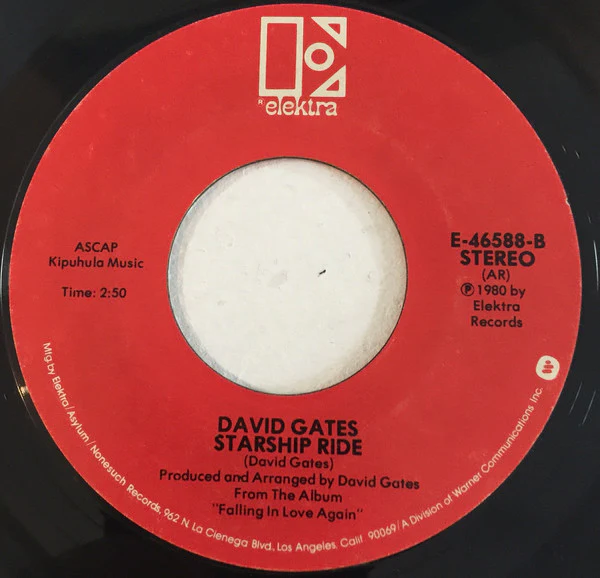 ® elektra
ASCAP
Kipuhula Music
Time: 2:50
E-46588-B
STEREO
(AR)
℗ 1980 by
Elektra
Records
DAVID GATES
STARSHIP RIDE
(David Gates)
Produced and Arranged by David Gates
From The Album
"Falling In Love Again"
Mfg by Elektra/Asylum/Nonesuch Records, 962 N. La Cienega Blvd., Los Angeles, Calif. 90069/A Division of Warner Communications Inc.